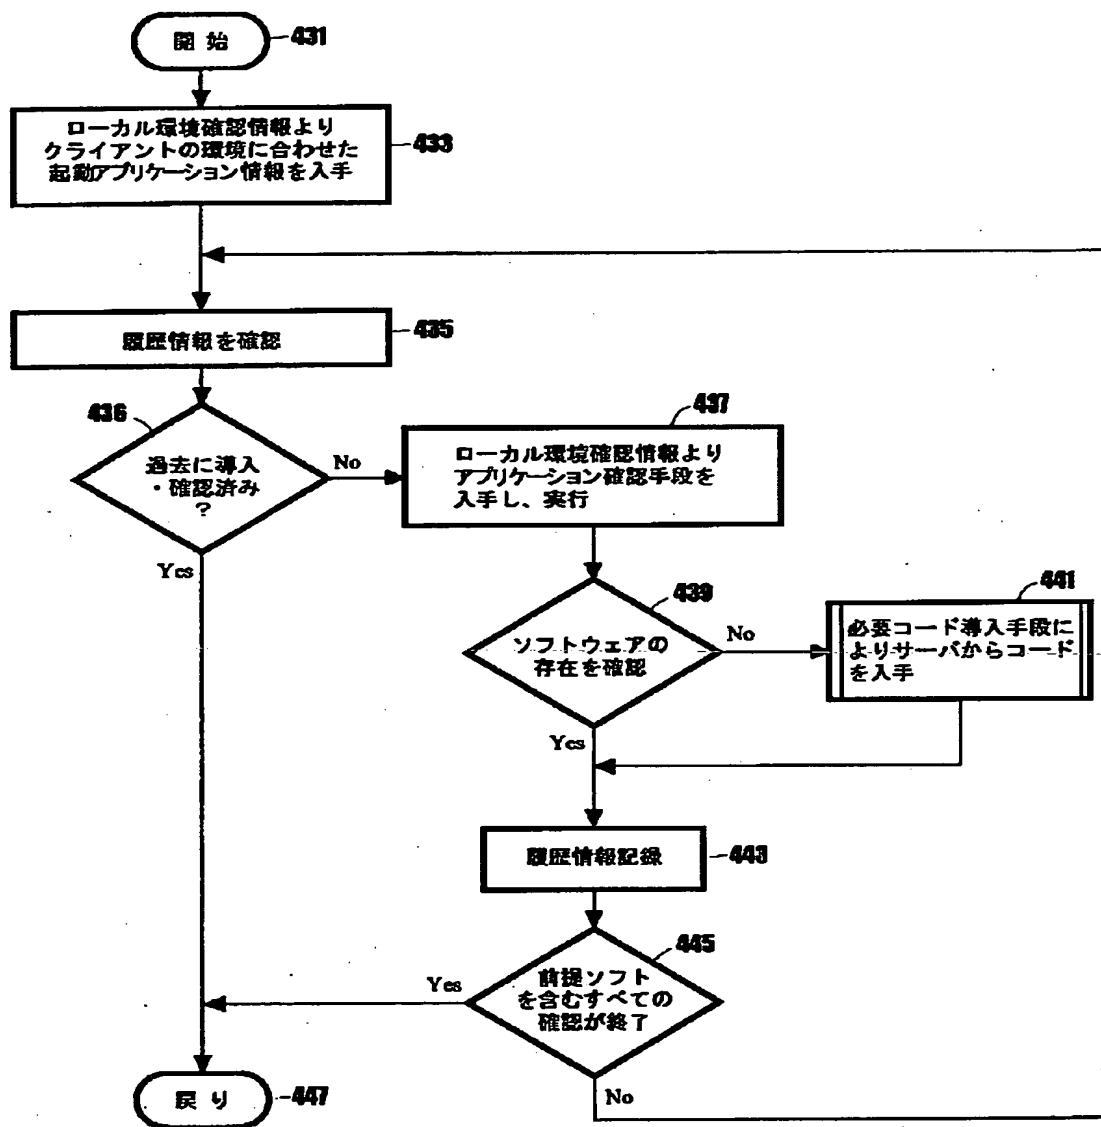 開 始
431
ローカル環境確認情報より
クライアントの環境に合わせた
起動アプリケーション情報を入手
433
履歴情報を確認
435
436
過去に導入
・確認済み
?
No
Yes
437
ローカル環境確認情報より
アプリケーション確認手段を
入手し、実行
439
ソフトウェアの
存在を確認
No
Yes
441
必要コード導入手段に
よりサーバからコード
を入手
履歴情報記録
443
445
前提ソフト
を含むすべての
確認が終了
Yes
No
戻 り
447